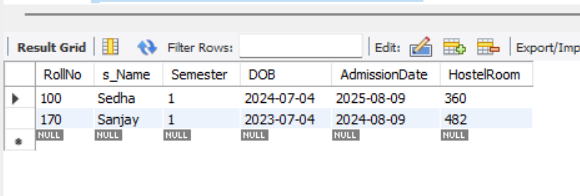 Result Grid Filter Rows: Edit: Export/Imp
RollNo s_Name Semester DOB AdmissionDate HostelRoom
100 Sedha 1 2024-07-04 2025-08-09 360
170 Sanjay 1 2023-07-04 2024-08-09 482
NULL NULL NULL NULL NULL NULL